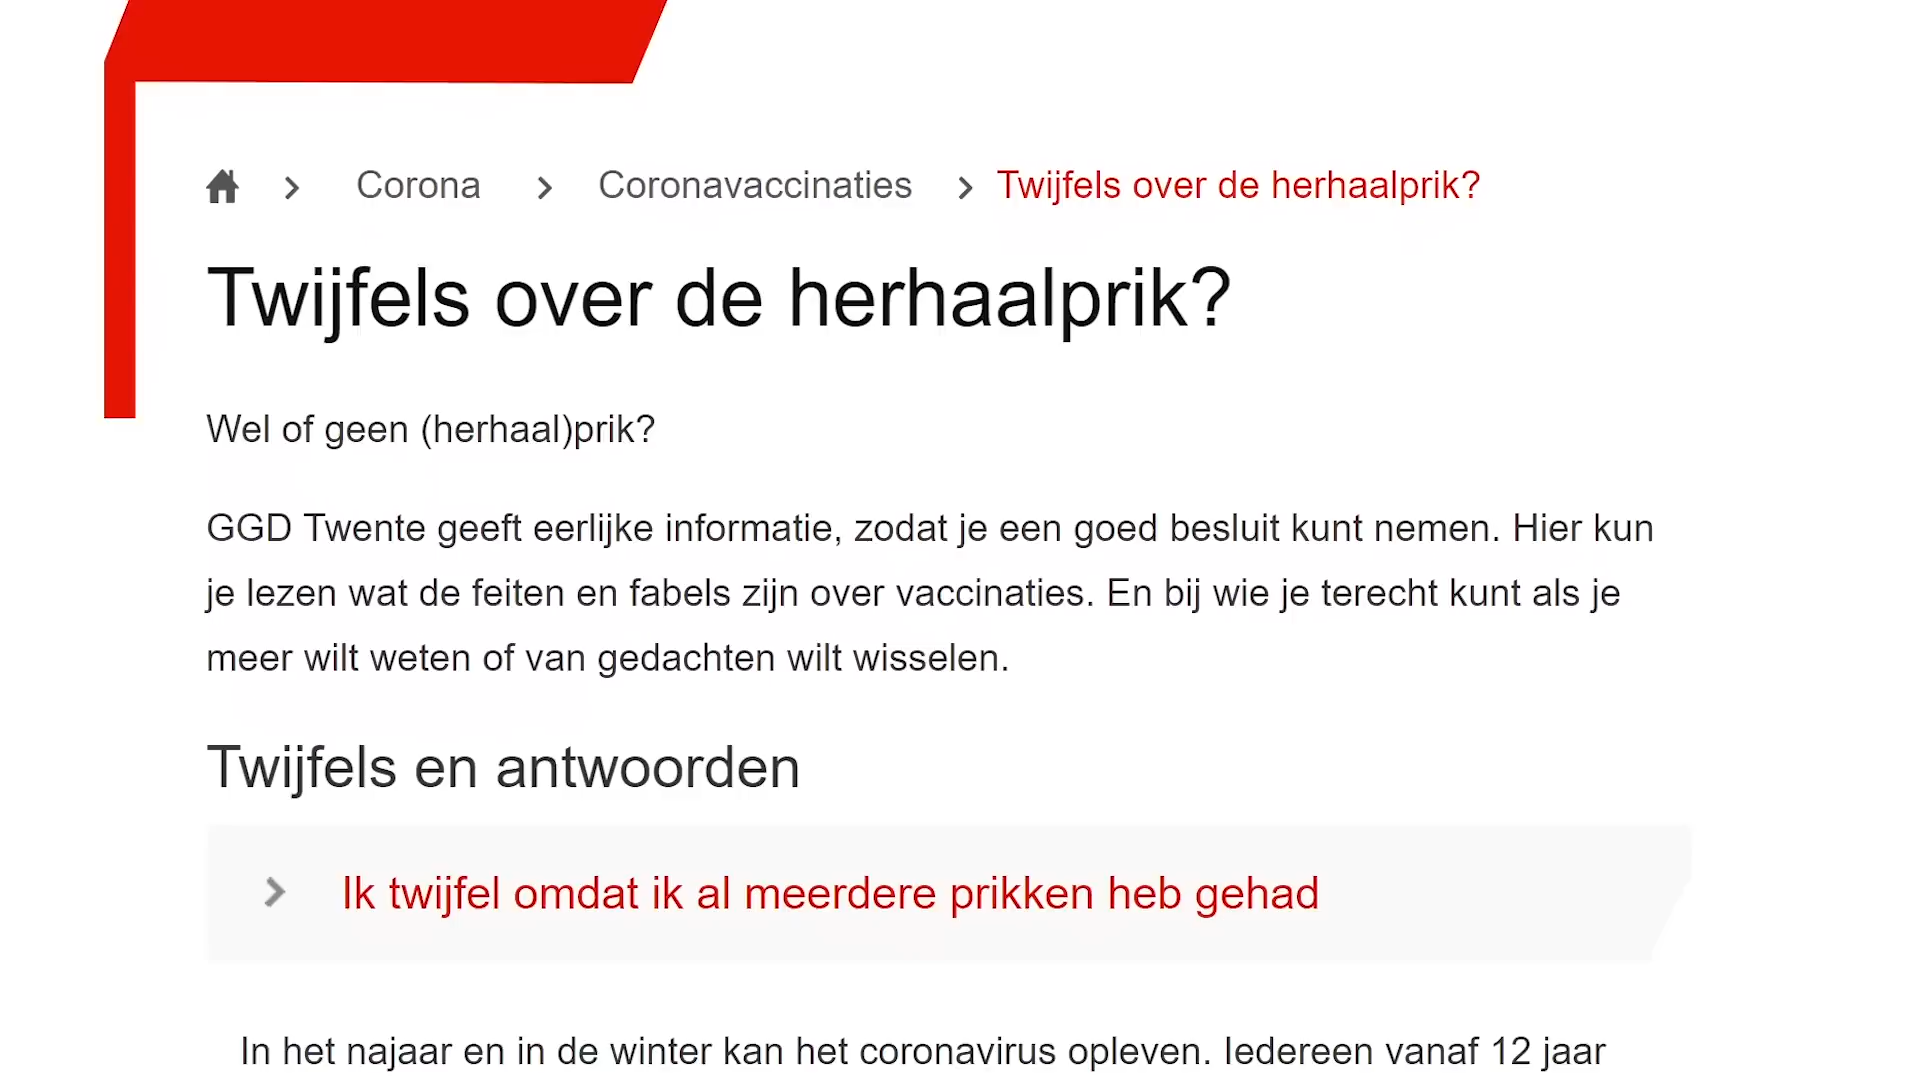 Corona Coronavaccinaties Twijfels over de herhaalprik?
Twijfels over de herhaalprik?
Wel of geen (herhaal)prik?
GGD Twente geeft eerlijke informatie, zodat je een goed besluit kunt nemen. Hier kun
je lezen wat de feiten en fabels zijn over vaccinaties. En bij wie je terecht kunt als je
meer wilt weten of van gedachten wilt wisselen.
Twijfels en antwoorden
Ik twijfel omdat ik al meerdere prikken heb gehad
In het najaar en in de winter kan het coronavirus opleven. Iedereen vanaf 12 jaar